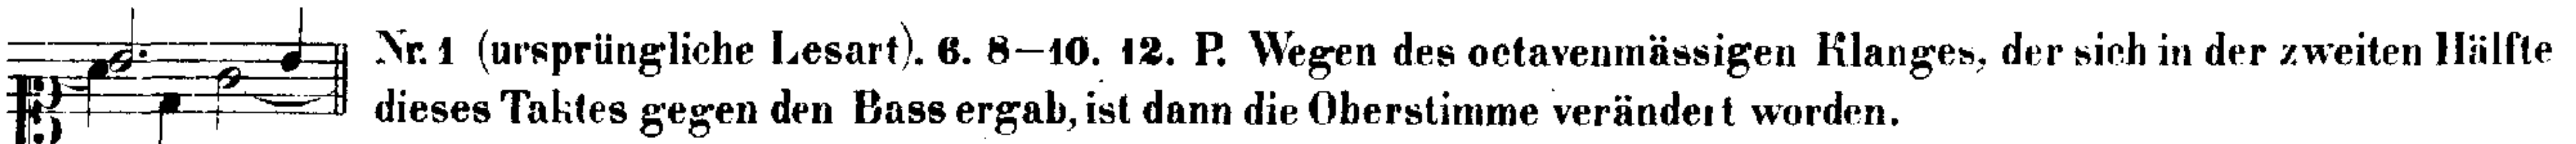 Nr. 1 (ursprüngliche Lesart). 6. 8–10. 12. P. Wegen des octavenmässigen Klanges, der sich in der zweiten Hälfte
dieses Taktes gegen den Bass ergab, ist dann die Oberstimme verändert worden.